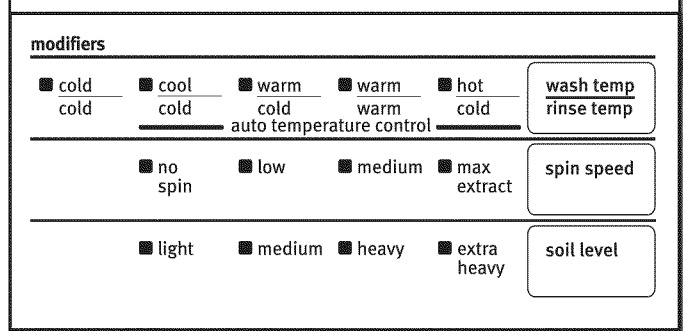 modifiers
cold cool warm warm hot wash temp
cold cold cold warm cold rinse temp
auto temperature control
no low medium max spin speed
spin extract
light medium heavy extra soil level
heavy